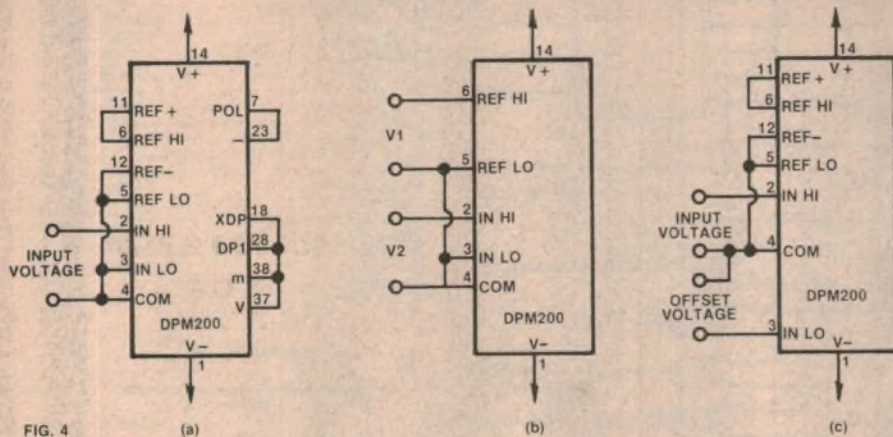 14
V+
11
REF +
6
REF HI
12
REF-
5
REF LO
2
IN HI
INPUT
VOLTAGE
3
IN LO
4
COM
POL
7
—
23
XDP
18
DP1
28
m
38
V
37
DPM200
V-
1
(a)
14
V+
6
REF HI
V1
5
REF LO
2
IN HI
V2
3
IN LO
4
COM
DPM200
V-
1
(b)
14
V+
11
REF +
6
REF HI
12
REF-
5
REF LO
2
IN HI
INPUT
VOLTAGE
4
COM
OFFSET
VOLTAGE
DPM200
3
IN LO
V-
1
(c)
FIG. 4